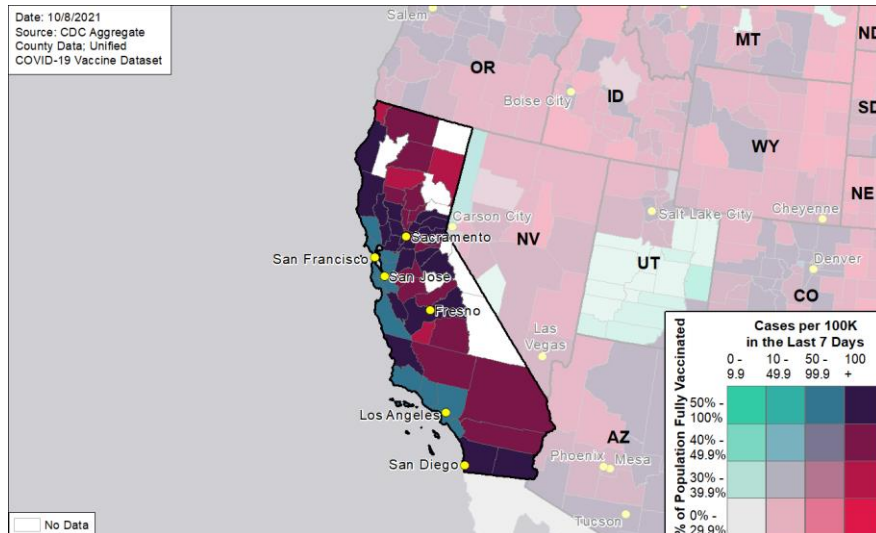 Date: 10/8/2021
Source: CDC Aggregate
County Data; Unified
COVID-19 Vaccine Dataset
Salem
OR
MT
ND
Boise City
ID
SD
WY
NE
Carson City
Salt Lake City
Cheyenne
Sacramento
NV
San Francisco
UT
Denver
San José
CO
Fresno
Las
Vegas
Los Angeles
AZ
Phoenix
Mesa
San Diego
Tucson
No Data
Cases per 100K
in the Last 7 Days
0 -
9.9
10 -
49.9
50 -
99.9
100
+
% of Population Fully Vaccinated
50% -
100%
40% -
49.9%
30% -
39.9%
0% -
29.9%